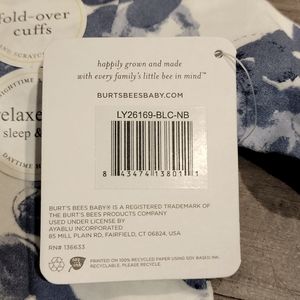 fold-over
cuffs
NIGHTTIME
relaxe
sleep &
DAYTIME
happily grown and made
with every family's little bee in mind™
BURTSBEESBABY.COM
LY26169-BLC-NB
8 43474 13801 1
BURT'S BEES BABY® IS A REGISTERED TRADEMARK OF
THE BURT'S BEES PRODUCTS COMPANY
USED UNDER LICENSE BY
AYABLU INCORPORATED
85 MILL PLAIN RD, FAIRFIELD, CT 06824, USA
RN# 136633
PRINTED ON 100% RECYCLED PAPER USING SOY BASED INK.
RECYCLABLE. PLEASE RECYCLE.